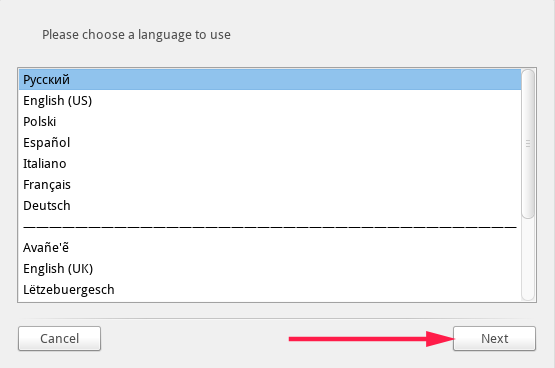 Please choose a language to use
Русский
English (US)
Polski
Español
Italiano
Français
Deutsch
————————————————————————————————————————
Avañe'ẽ
English (UK)
Lëtzebuergesch
Cancel
Next